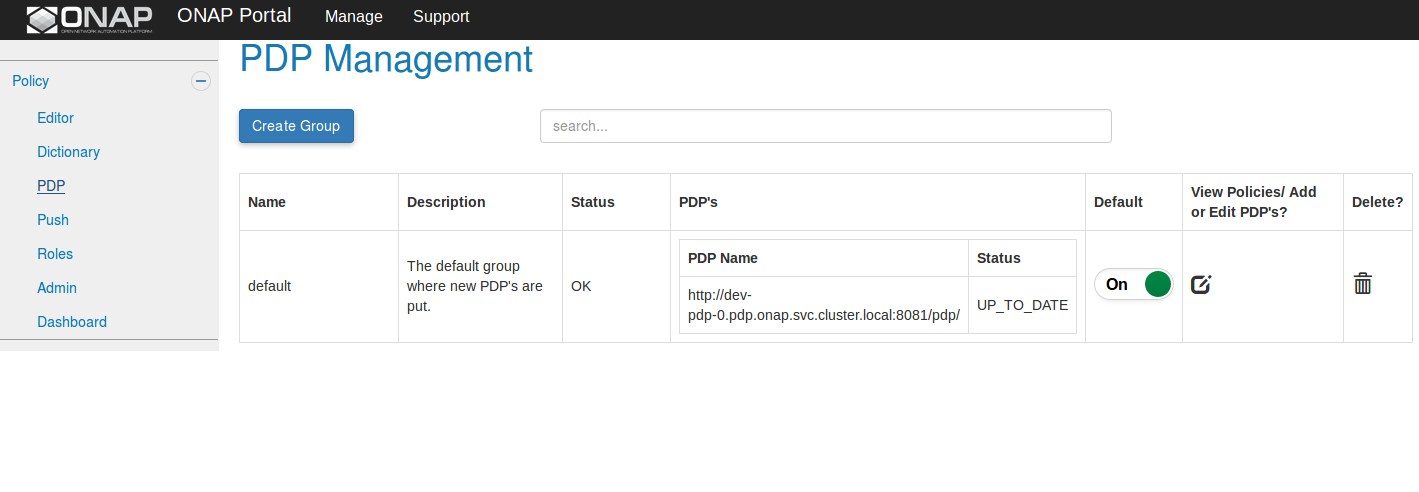 ONAP
OPEN NETWORK AUTOMATION PLATFORM
ONAP Portal
Manage
Support
Policy
Editor
Dictionary
PDP
Push
Roles
Admin
Dashboard
PDP Management
Create Group
search...
Name
Description
Status
PDP's
Default
View Policies/ Add
or Edit PDP's?
Delete?
default
The default group
where new PDP's are
put.
OK
PDP Name
Status
http://dev-
pdp-0.pdp.onap.svc.cluster.local:8081/pdp/
UP_TO_DATE
On